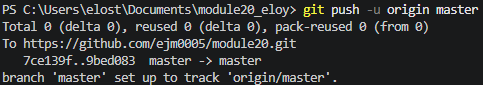 PS C:\Users\elost\Documents\module20_eloy> git push -u origin master
Total 0 (delta 0), reused 0 (delta 0), pack-reused 0 (from 0)
To https://github.com/ejm0005/module20.git
   7ce139f..9bed083  master -> master
branch 'master' set up to track 'origin/master'.